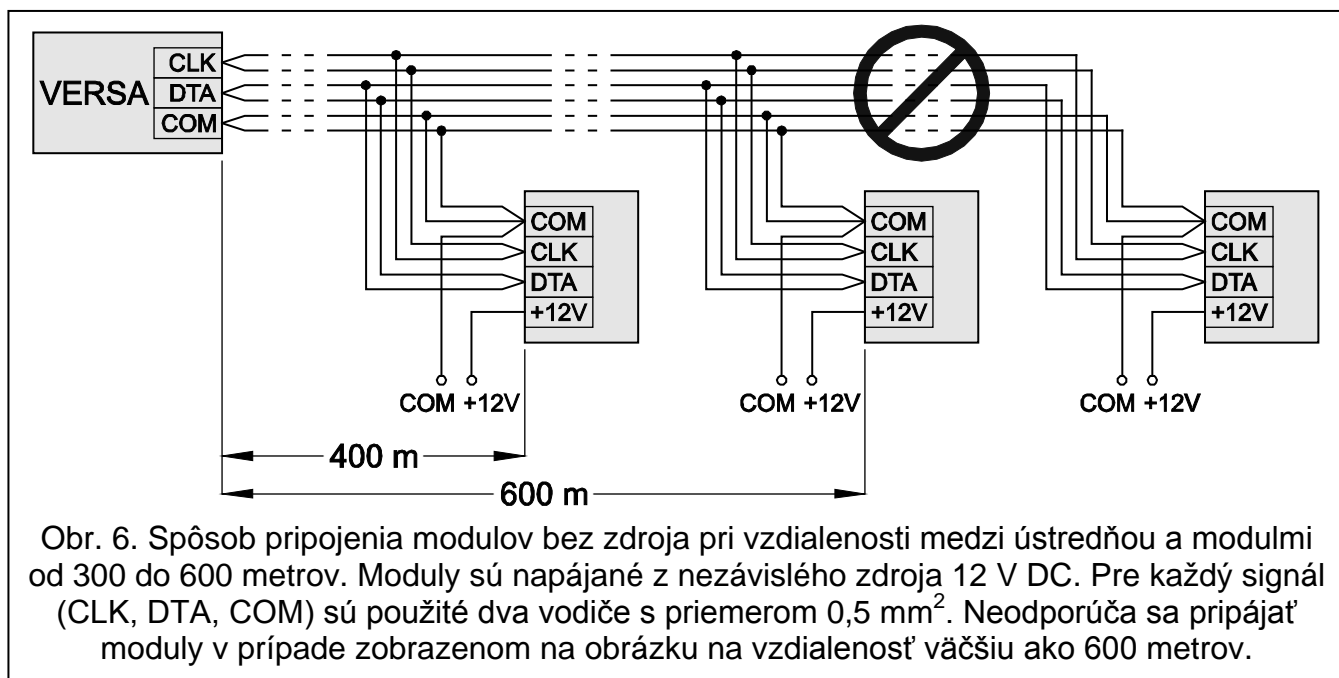 VERSA
CLK
DTA
COM
COM
CLK
DTA
+12V
COM +12V
COM
CLK
DTA
+12V
COM +12V
COM
CLK
DTA
+12V
COM +12V
400 m
600 m
Obr. 6. Spôsob pripojenia modulov bez zdroja pri vzdialenosti medzi ústredňou a modulmi
od 300 do 600 metrov. Moduly sú napájané z nezávislého zdroja 12 V DC. Pre každý signál
(CLK, DTA, COM) sú použité dva vodiče s priemerom 0,5 mm². Neodporúča sa pripájať
moduly v prípade zobrazenom na obrázku na vzdialenosť väčšiu ako 600 metrov.